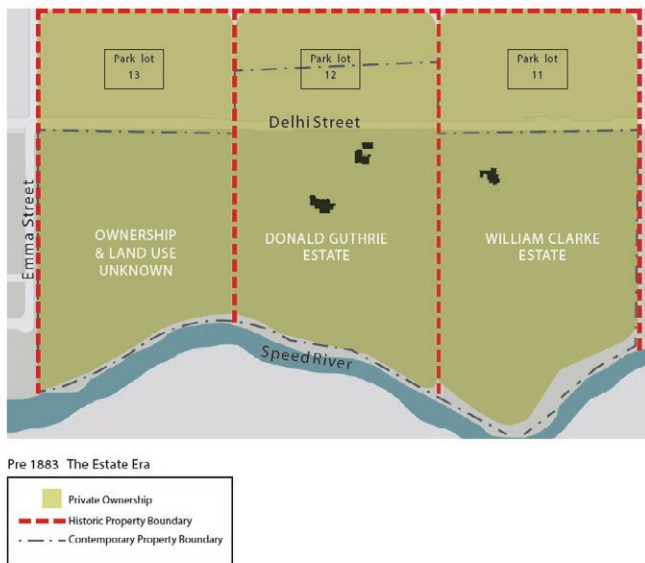 Park lot
13
Park lot
12
Park lot
11
Delhi Street
Emma Street
OWNERSHIP
& LAND USE
UNKNOWN
DONALD GUTHRIE
ESTATE
WILLIAM CLARKE
ESTATE
Speed River
Pre 1883 The Estate Era
Private Ownership
Historic Property Boundary
Contemporary Property Boundary